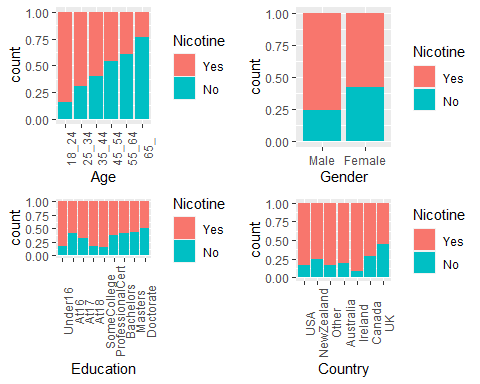 1.00
0.75
0.50
0.25
0.00
count
18_24
25_34
35_44
45_54
55_64
65_
Age
Nicotine
Yes
No
1.00
0.75
0.50
0.25
0.00
count
Male
Female
Gender
Nicotine
Yes
No
1.00
0.75
0.50
0.25
0.00
count
Under16
At16
At17
At18
SomeCollege
ProfessionalCert
Bachelors
Masters
Doctorate
Education
Nicotine
Yes
No
1.00
0.75
0.50
0.25
0.00
count
USA
NewZealand
Other
Australia
Ireland
Canada
UK
Country
Nicotine
Yes
No